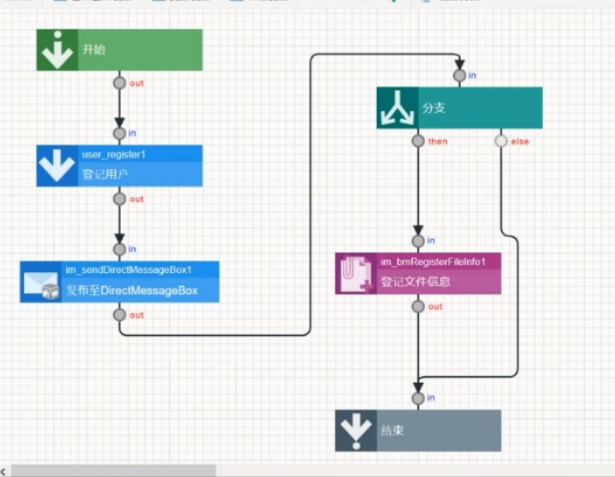 开始
out
in
user_register1
登记用户
out
in
im_sendDirectMessageBox1
发布至DirectMessageBox
out
in
分支
then
else
in
im_bmRegisterFileInfo1
登记文件信息
out
in
结束